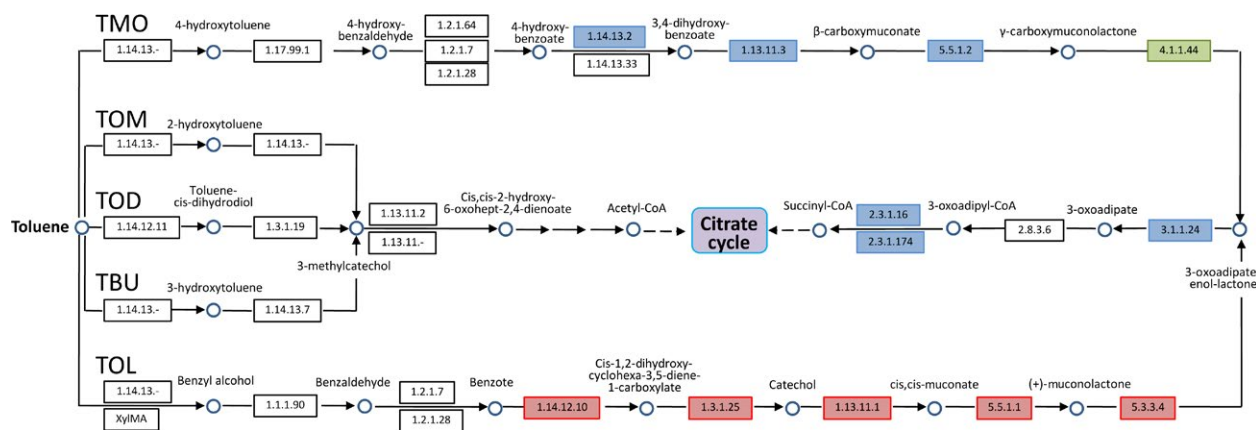 TMO
4-hydroxytoluene
4-hydroxy-
benzaldehyde
1.2.1.64
4-hydroxy-
benzoate
3,4-dihydroxy-
benzoate
β-carboxymuconate
γ-carboxymuconolactone
1.14.13.-
1.17.99.1
1.2.1.7
1.2.1.28
1.14.13.2
1.14.13.33
1.13.11.3
5.5.1.2
4.1.1.44
TOM
2-hydroxytoluene
1.14.13.-
1.14.13.-
TOD
Toluene-
cis-dihydrodiol
Toluene
1.14.12.11
1.3.1.19
1.13.11.2
1.13.11.-
3-methylcatechol
Cis,cis-2-hydroxy-
6-oxohept-2,4-dienoate
Acetyl-CoA
Citrate
cycle
Succinyl-CoA
2.3.1.16
2.3.1.174
3-oxoadipyl-CoA
2.8.3.6
3-oxoadipate
3.1.1.24
3-oxoadipate
enol-lactone
TBU
3-hydroxytoluene
1.14.13.-
1.14.13.7
TOL
1.14.13.-
XylMA
Benzyl alcohol
1.1.1.90
Benzaldehyde
1.2.1.7
1.2.1.28
Benzote
1.14.12.10
Cis-1,2-dihydroxy-
cyclohexa-3,5-diene-
1-carboxylate
1.3.1.25
Catechol
1.13.11.1
cis,cis-muconate
5.5.1.1
(+)-muconolactone
5.3.3.4